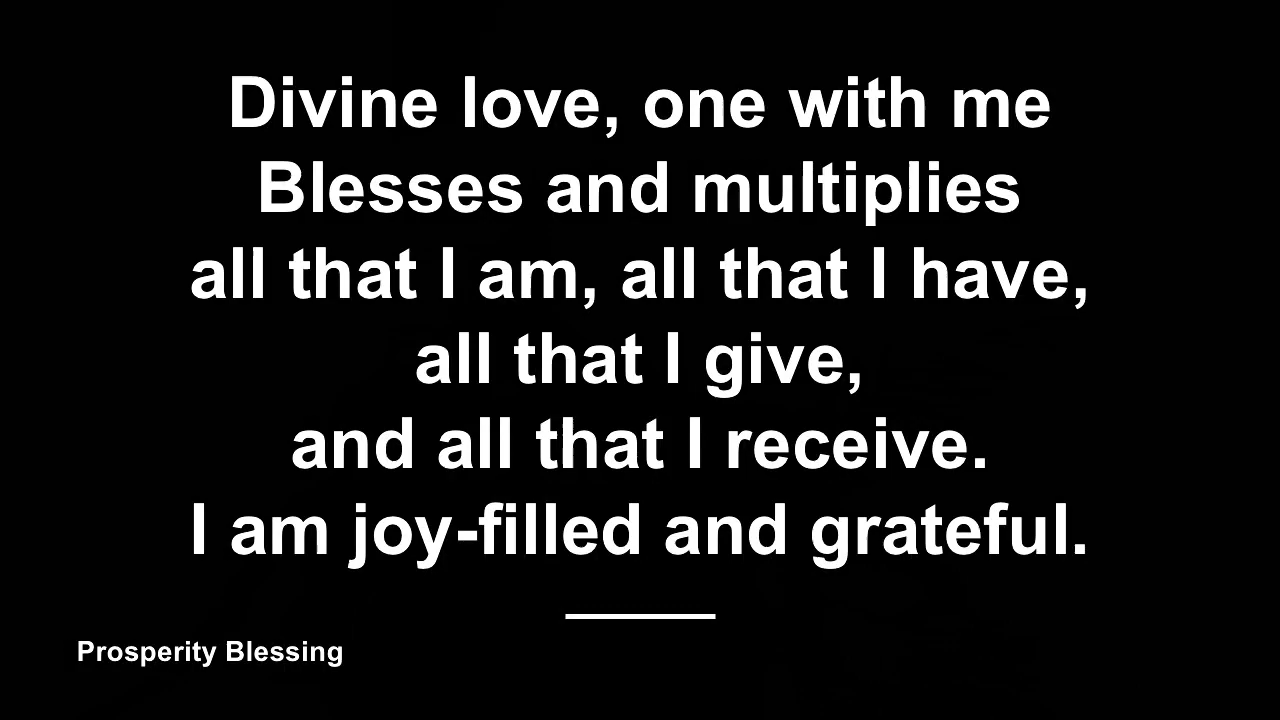 Divine love, one with me
Blesses and multiplies
all that I am, all that I have,
all that I give,
and all that I receive.
I am joy-filled and grateful.
Prosperity Blessing